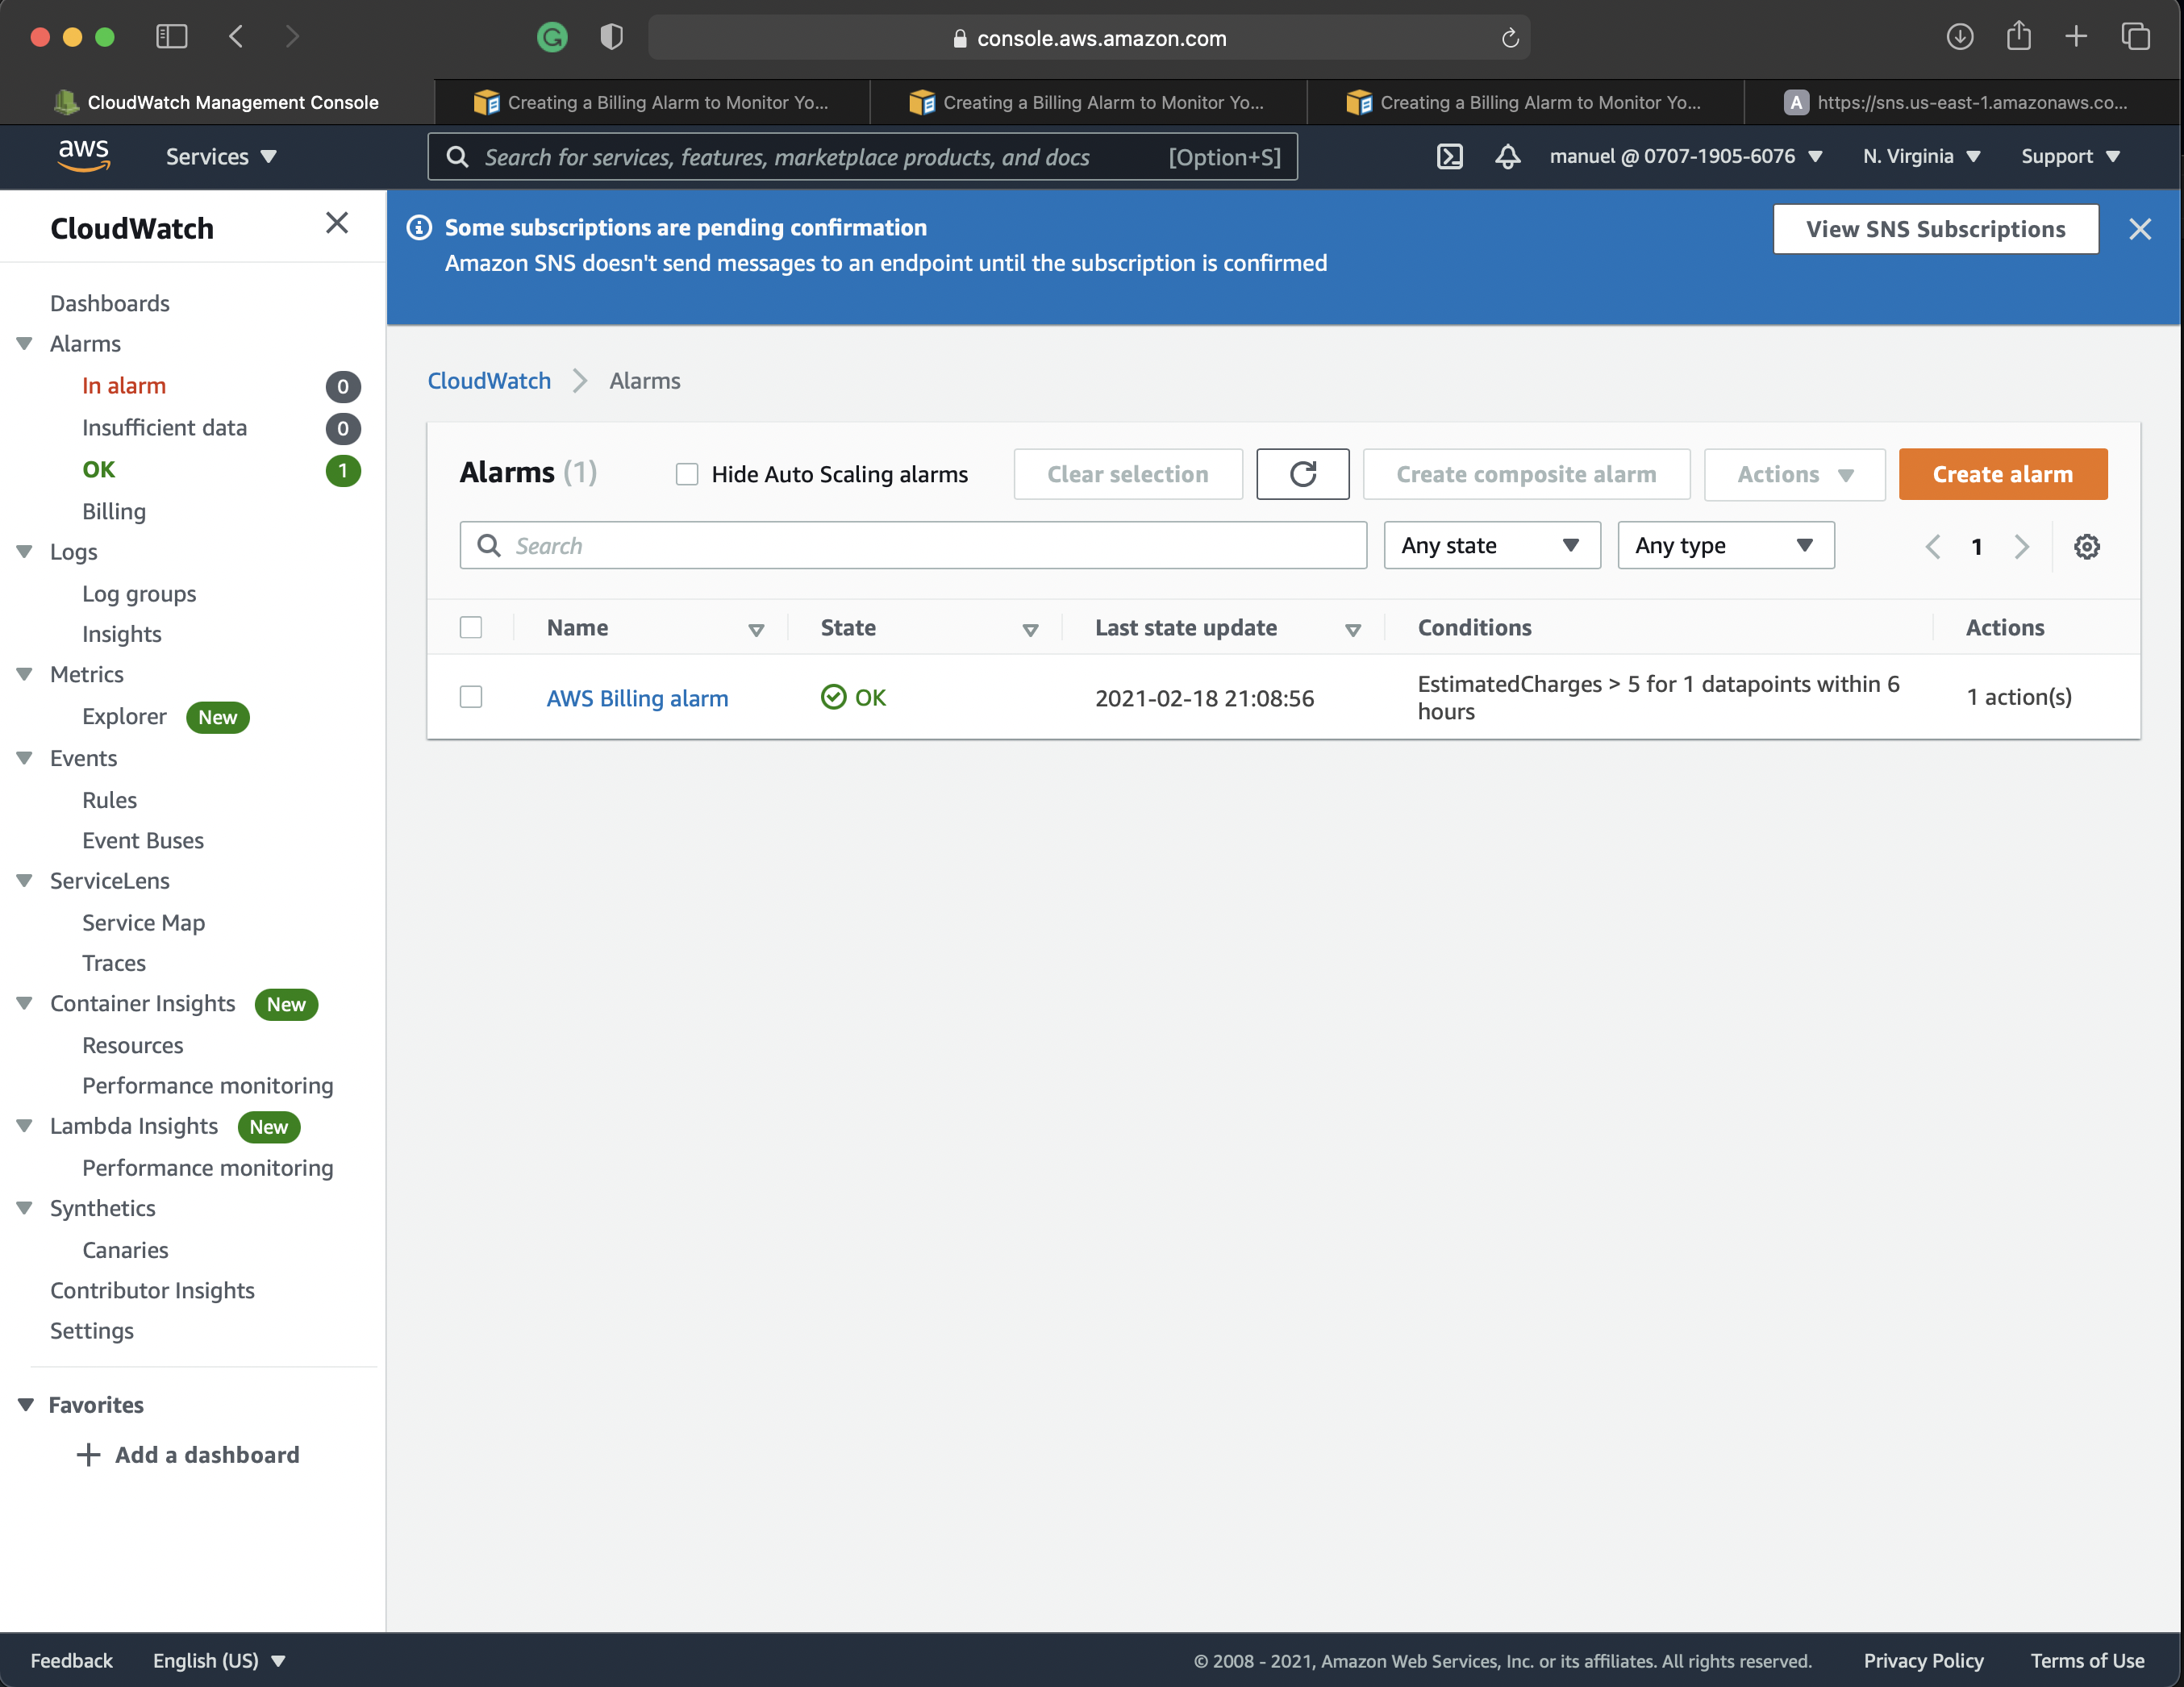 console.aws.amazon.com
CloudWatch Management Console
Creating a Billing Alarm to Monitor Yo...
Creating a Billing Alarm to Monitor Yo...
Creating a Billing Alarm to Monitor Yo...
A https://sns.us-east-1.amazonaws.co...
aws
Services
Search for services, features, marketplace products, and docs [Option+S]
manuel @ 0707-1905-6076
N. Virginia
Support
CloudWatch
Dashboards
Alarms
In alarm 0
Insufficient data 0
OK 1
Billing
Logs
Log groups
Insights
Metrics
Explorer New
Events
Rules
Event Buses
ServiceLens
Service Map
Traces
Container Insights New
Resources
Performance monitoring
Lambda Insights New
Performance monitoring
Synthetics
Canaries
Contributor Insights
Settings
Favorites
Add a dashboard
Some subscriptions are pending confirmation
Amazon SNS doesn't send messages to an endpoint until the subscription is confirmed
View SNS Subscriptions
CloudWatch Alarms
Alarms (1)
Hide Auto Scaling alarms
Clear selection
Create composite alarm
Actions
Create alarm
Search
Any state
Any type
1
Name State Last state update Conditions Actions
AWS Billing alarm OK 2021-02-18 21:08:56 EstimatedCharges > 5 for 1 datapoints within 6
hours
1 action(s)
Feedback
English (US)
© 2008 - 2021, Amazon Web Services, Inc. or its affiliates. All rights reserved.
Privacy Policy
Terms of Use